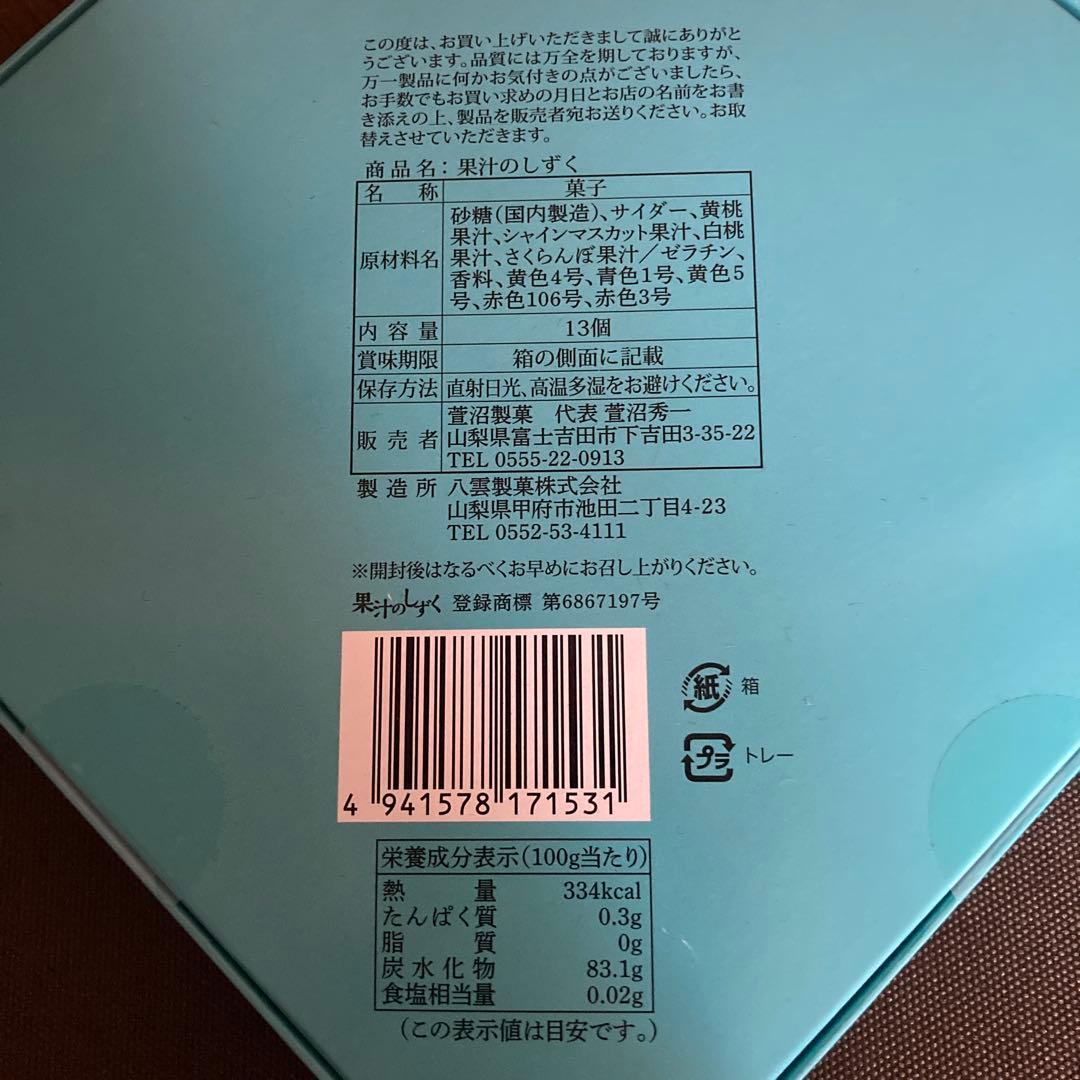 この度は、お買い上げいただきまして誠にありがと
うございます。品質には万全を期しておりますが、
万一製品に何かお気付きの点がございましたら、
お手数でもお買い求めの月日とお店の名前をお書
き添えの上、製品を販売者宛お送りください。お取
替えさせていただきます。
商品名：果汁のしずく
名称 菓子
原材料名 砂糖(国内製造)、サイダー、黄桃
果汁、シャインマスカット果汁、白桃
果汁、さくらんぼ果汁／ゼラチン、
香料、黄色4号、青色1号、黄色5
号、赤色106号、赤色3号
内容量 13個
賞味期限 箱の側面に記載
保存方法 直射日光、高温多湿をお避けください。
販売者 萱沼製菓 代表 萱沼秀一
山梨県富士吉田市下吉田3-35-22
TEL 0555-22-0913
製造所 八雲製菓株式会社
山梨県甲府市池田二丁目4-23
TEL 0552-53-4111
※開封後はなるべくお早めにお召し上がりください。
果汁のしずく 登録商標 第6867197号
紙 箱
プラ トレー
4 941578 171531
栄養成分表示(100g当たり)
熱量 334kcal
たんぱく質 0.3g
脂質 0g
炭水化物 83.1g
食塩相当量 0.02g
(この表示値は目安です。)